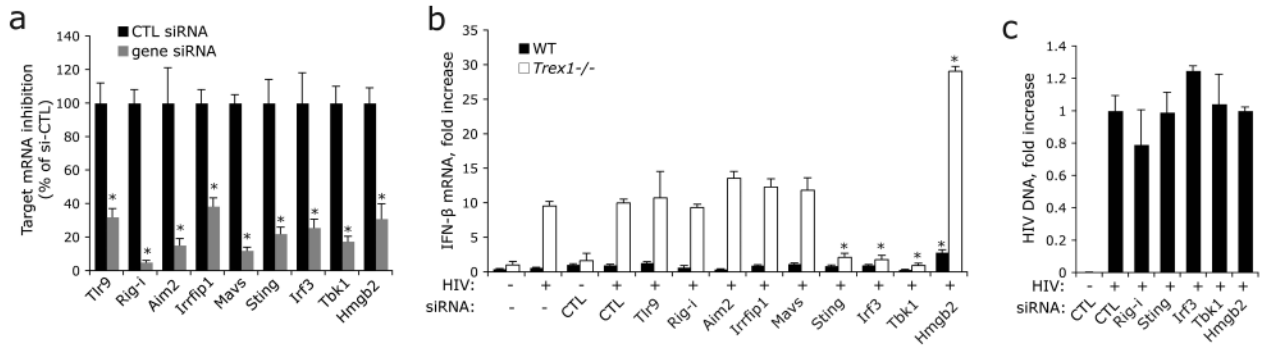 a
CTL siRNA
gene siRNA
Target mRNA inhibition
(% of si-CTL)
140
120
100
80
60
40
20
0
* * * * * * * * *
Tlr9 Rig-i Aim2 Irrfip1 Mavs Sting Irf3 Tbk1 Hmgb2
b
WT
Trex1-/-
IFN-β mRNA, fold increase
35
30
25
20
15
10
5
0
* * * * *
HIV: - + - + + + + + + + + + +
siRNA: - - CTL CTL Tlr9 Rig-i Aim2 Irrfip1 Mavs Sting Irf3 Tbk1 Hmgb2
c
HIV DNA, fold increase
1.4
1.2
1
0.8
0.6
0.4
0.2
0
HIV: - + + + + + +
siRNA: CTL CTL Rig-i Sting Irf3 Tbk1 Hmgb2